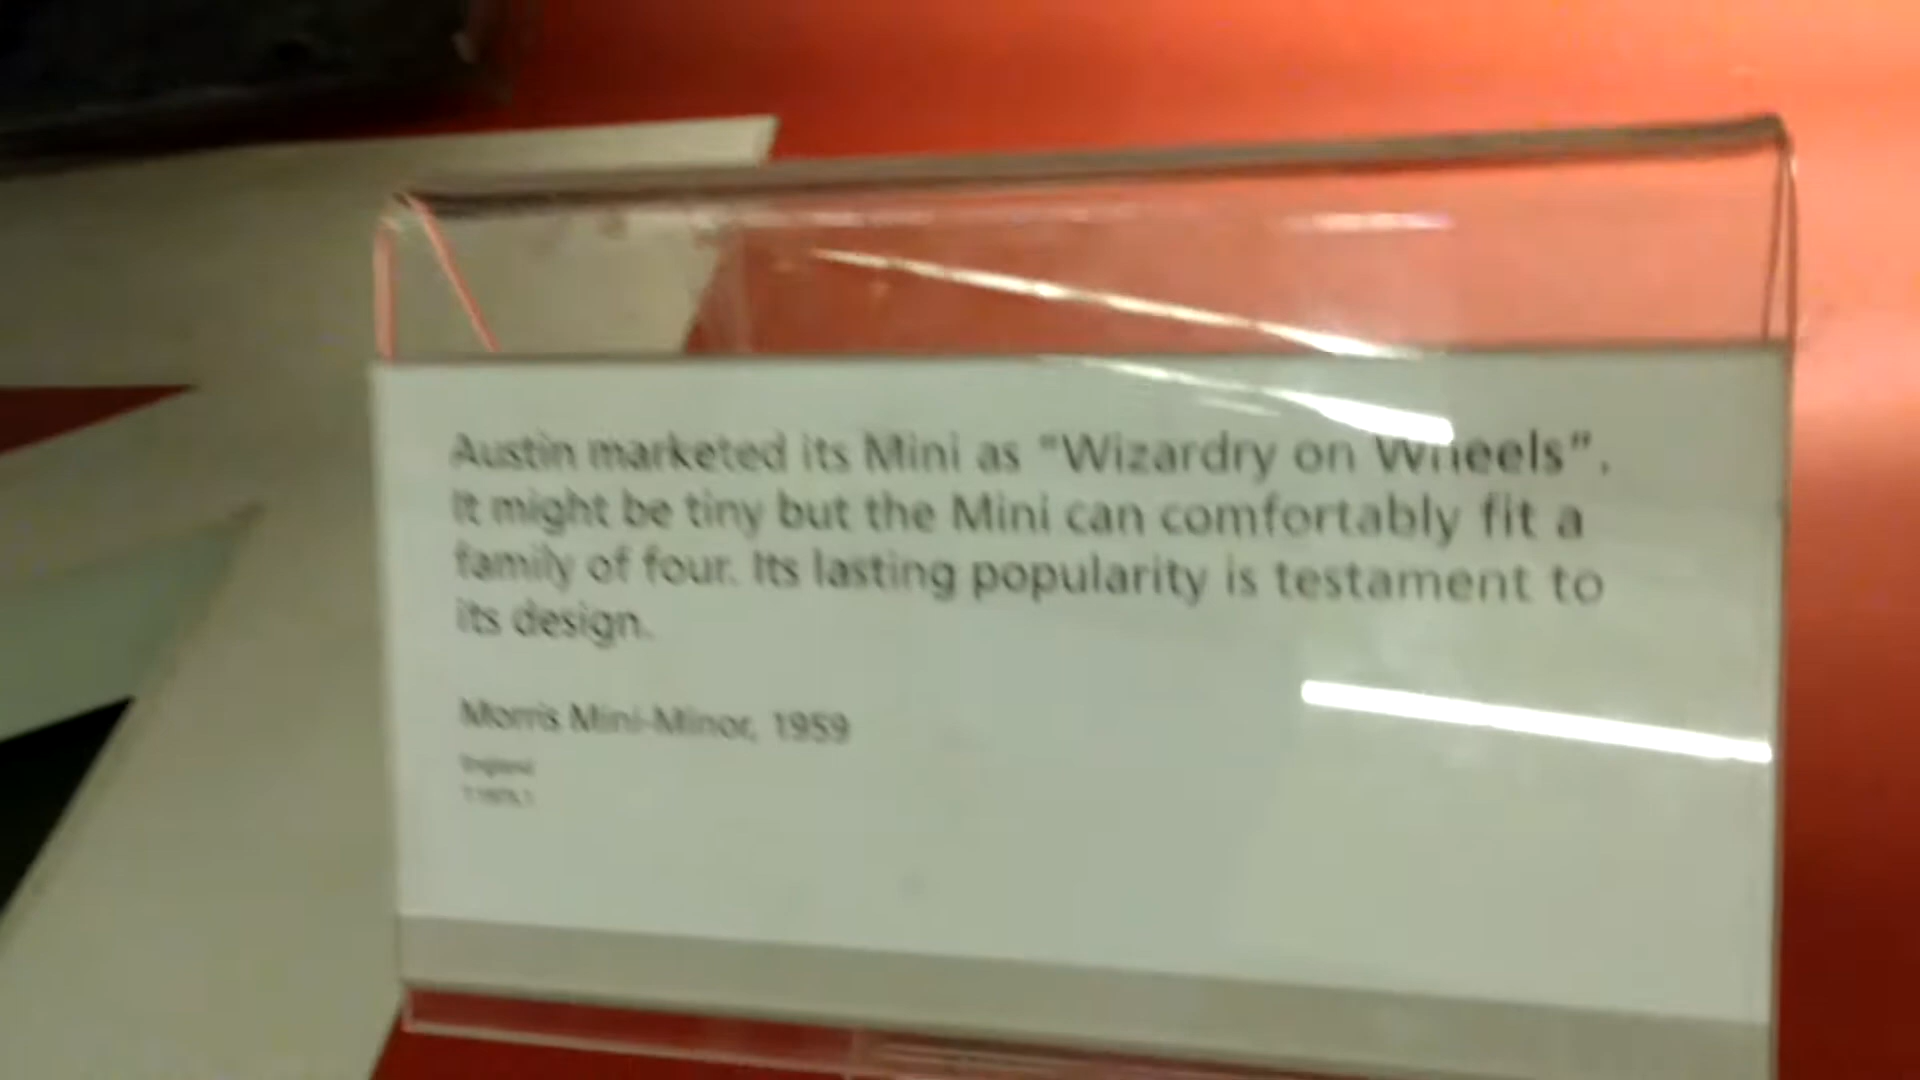 Austin marketed its Mini as “Wizardry on Wheels”.
It might be tiny but the Mini can comfortably fit a
family of four. Its lasting popularity is testament to
its design.
Morris Mini-Minor, 1959
England